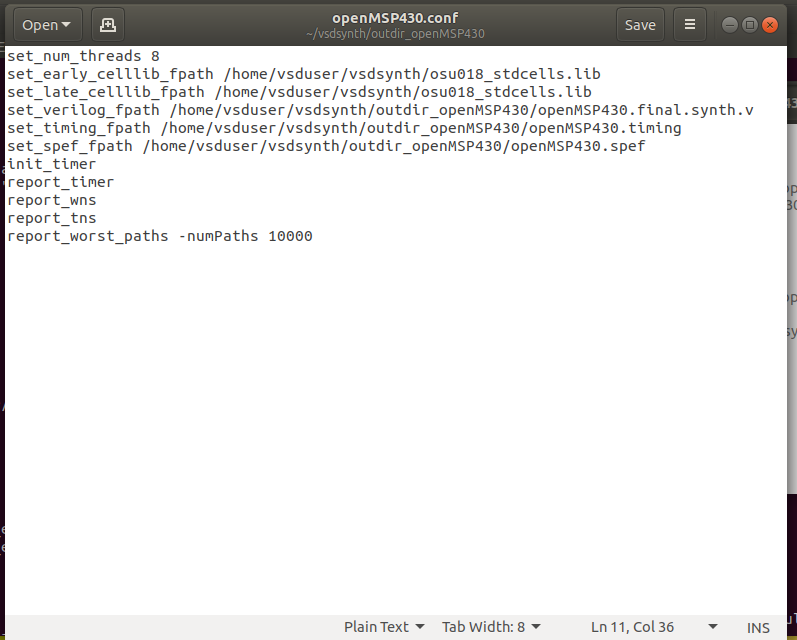 Open
openMSP430.conf
~/vsdsynth/outdir_openMSP430
Save
set_num_threads 8
set_early_celllib_fpath /home/vsduser/vsdsynth/osu018_stdcells.lib
set_late_celllib_fpath /home/vsduser/vsdsynth/osu018_stdcells.lib
set_verilog_fpath /home/vsduser/vsdsynth/outdir_openMSP430/openMSP430.final.synth.v
set_timing_fpath /home/vsduser/vsdsynth/outdir_openMSP430/openMSP430.timing
set_spef_fpath /home/vsduser/vsdsynth/outdir_openMSP430/openMSP430.spef
init_timer
report_timer
report_wns
report_tns
report_worst_paths -numPaths 10000
Plain Text Tab Width: 8 Ln 11, Col 36 INS